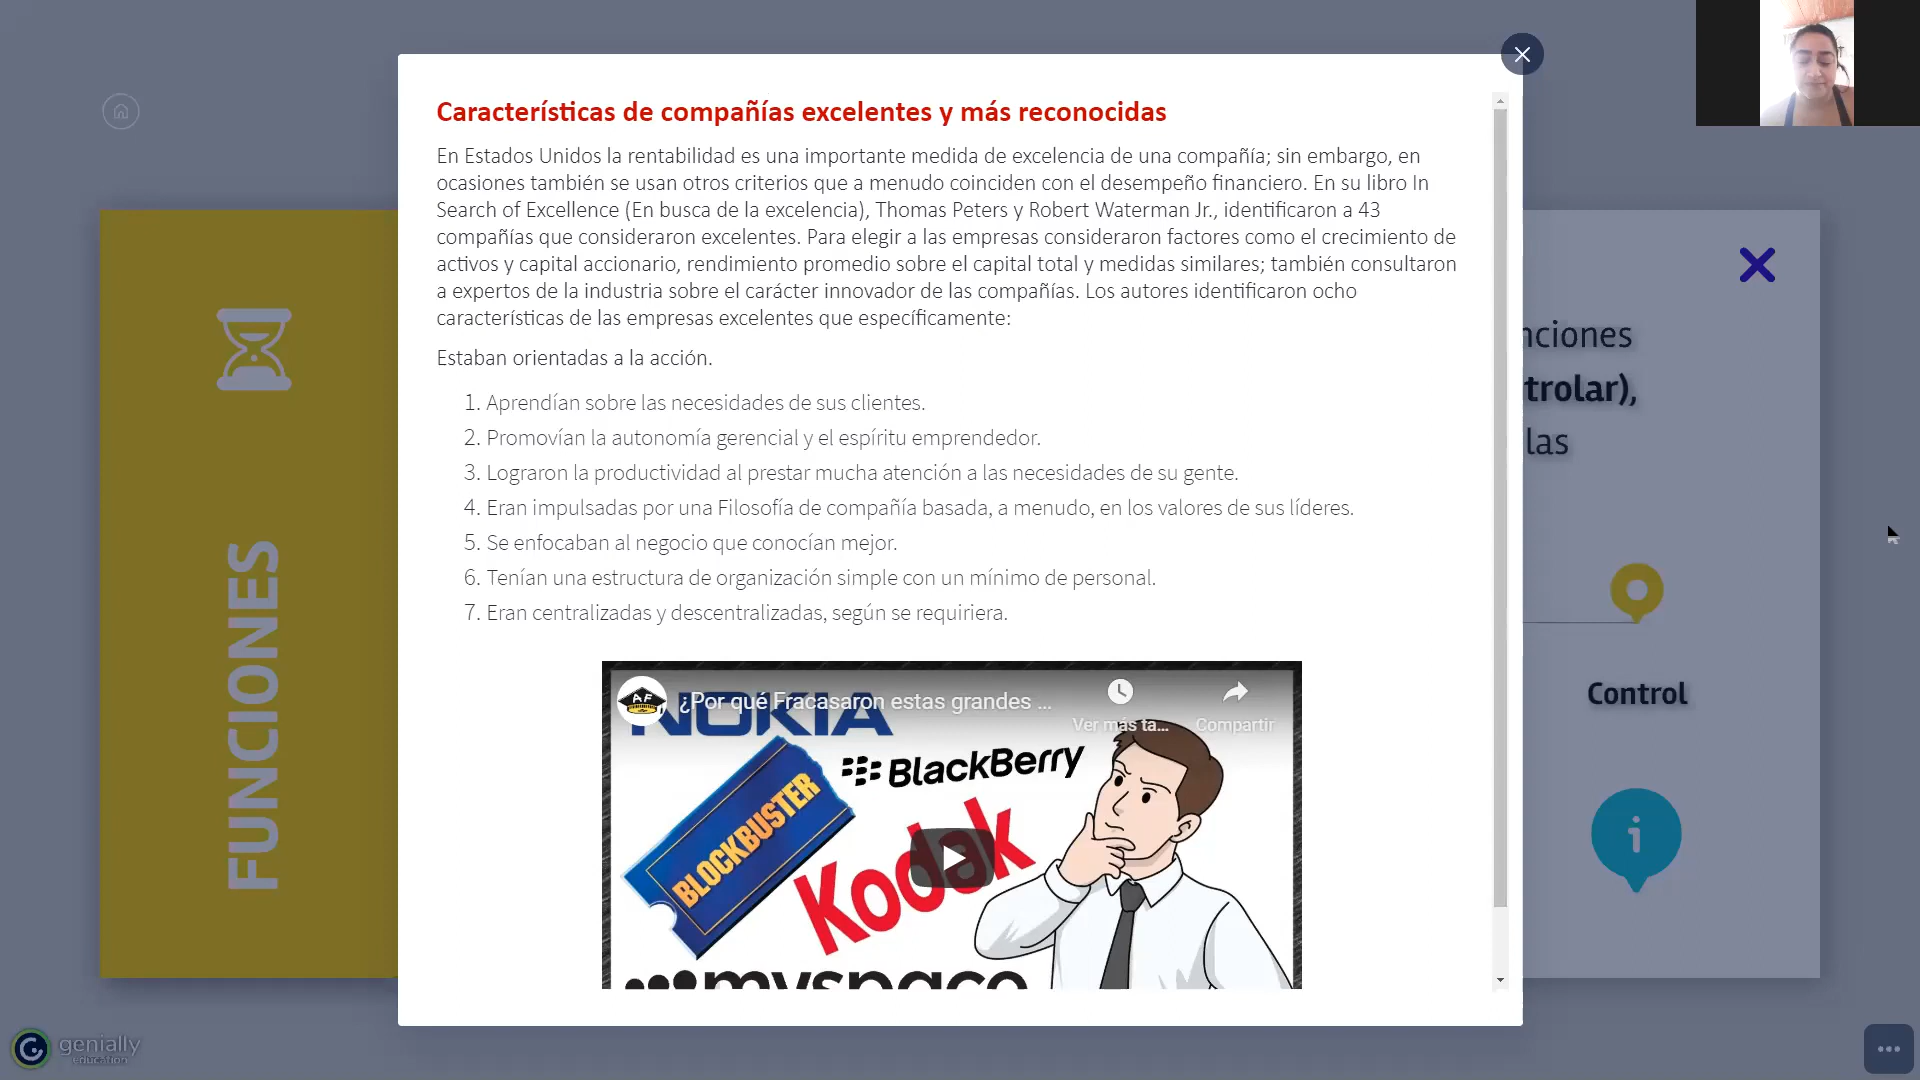 Características de compañías excelentes y más reconocidas
En Estados Unidos la rentabilidad es una importante medida de excelencia de una compañía; sin embargo, en
ocasiones también se usan otros criterios que a menudo coinciden con el desempeño financiero. En su libro In
Search of Excellence (En busca de la excelencia), Thomas Peters y Robert Waterman Jr., identificaron a 43
compañías que consideraron excelentes. Para elegir a las empresas consideraron factores como el crecimiento de
activos y capital accionario, rendimiento promedio sobre el capital total y medidas similares; también consultaron
a expertos de la industria sobre el carácter innovador de las compañías. Los autores identificaron ocho
características de las empresas excelentes que específicamente:
Estaban orientadas a la acción.
1. Aprendían sobre las necesidades de sus clientes.
2. Promovían la autonomía gerencial y el espíritu emprendedor.
3. Lograron la productividad al prestar mucha atención a las necesidades de su gente.
4. Eran impulsadas por una Filosofía de compañía basada, a menudo, en los valores de sus líderes.
5. Se enfocaban al negocio que conocían mejor.
6. Tenían una estructura de organización simple con un mínimo de personal.
7. Eran centralizadas y descentralizadas, según se requiriera.
AF
¿Por qué Fracasaron estas grandes ...
Ver más ta...
Compartir
NOKIA
BlackBerry
BLOCKBUSTER
Kodak
myspace
FUNCIONES
nciones
trolar),
las
Control
i
genially
education